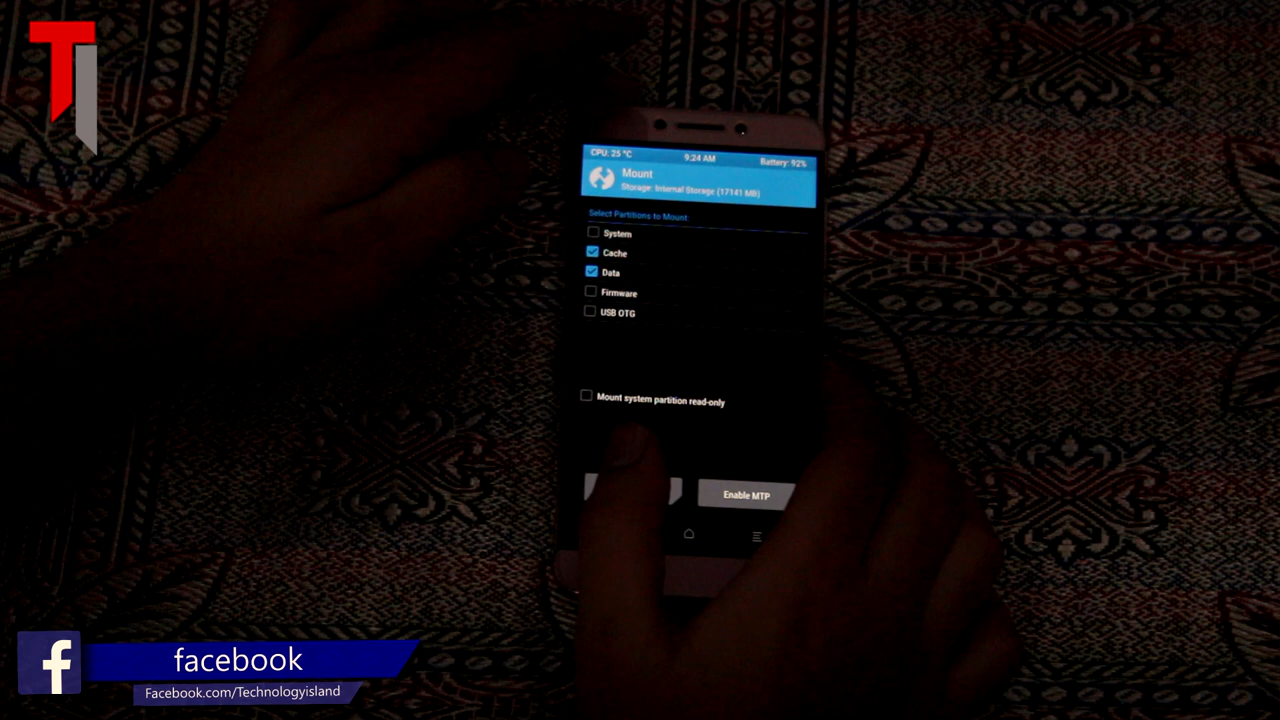 CPU: 25 °C 9:24 AM Battery: 92%
Mount
Storage: Internal Storage (17141 MB)
Select Partitions to Mount:
System
Cache
Data
Firmware
USB OTG
Mount system partition read-only
Enable MTP
facebook
Facebook.com/Technologyisland